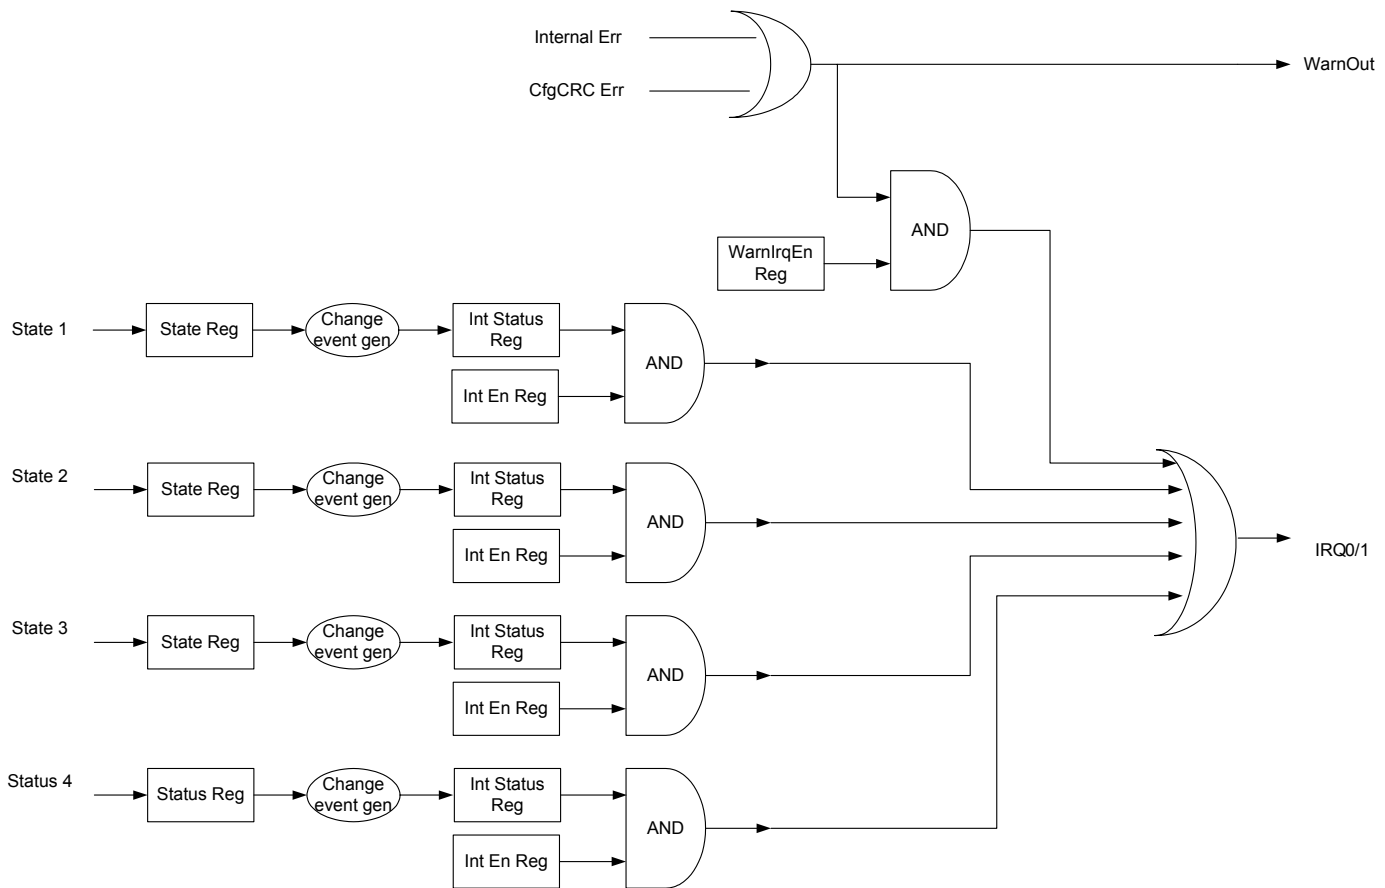 Internal Err
WarnOut
CfgCRC Err
AND
WarnIrqEn
Reg
State 1
State Reg
Change
event gen
Int Status
Reg
AND
Int En Reg
State 2
State Reg
Change
event gen
Int Status
Reg
AND
Int En Reg
IRQ0/1
State 3
State Reg
Change
event gen
Int Status
Reg
AND
Int En Reg
Status 4
Status Reg
Change
event gen
Int Status
Reg
AND
Int En Reg